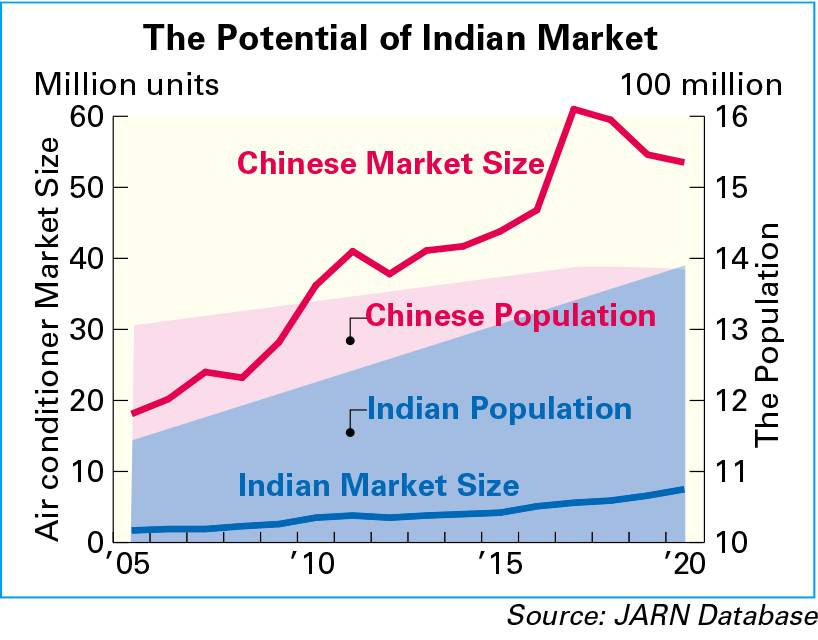 The Potential of Indian Market
Million units
100 million
Air conditioner Market Size
60
50
40
30
20
10
0
Chinese Market Size
Chinese Population
Indian Population
Indian Market Size
16
15
14
13
12
11
10
The Population
’05
’10
’15
’20
Source: JARN Database